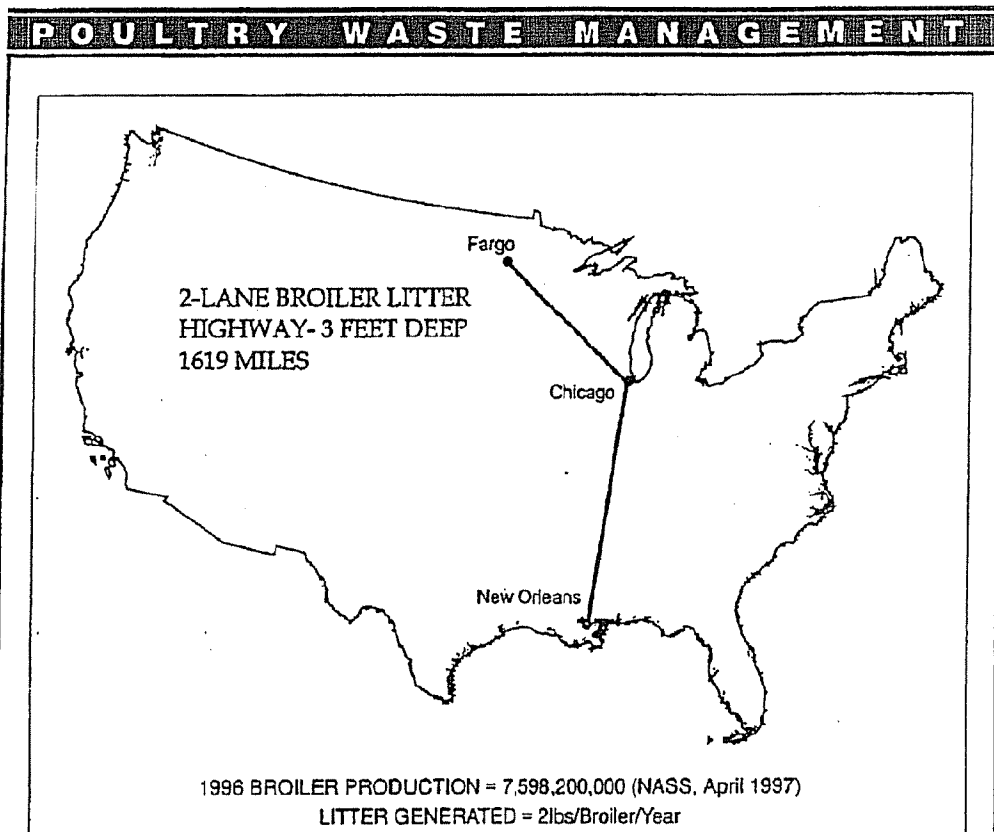 POULTRY WASTE MANAGEMENT
Fargo
2-LANE BROILER LITTER
HIGHWAY- 3 FEET DEEP
1619 MILES
Chicago
New Orleans
1996 BROILER PRODUCTION = 7,598,200,000 (NASS, April 1997)
LITTER GENERATED = 2lbs/Broiler/Year